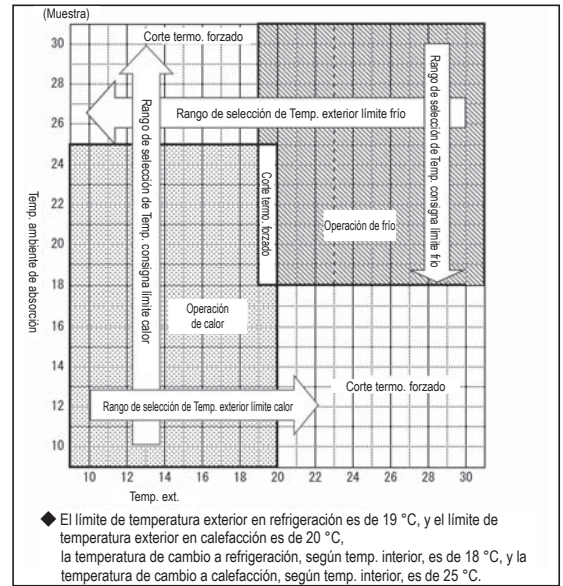 (Muestra)
30
28
26
24
22
20
18
16
14
12
10
Temp. ambiente de absorción
Corte termo. forzado
Rango de selección de Temp. exterior límite frío
Rango de selección de Temp. consigna límite calor
Rango de selección de Temp. consigna límite frío
Corte termo. forzado
Operación de frío
Operación
de calor
Corte termo. forzado
Rango de selección de Temp. exterior límite calor
10 12 14 16 18 20 22 24 26 28 30
Temp. ext.
◆ El límite de temperatura exterior en refrigeración es de 19 °C, y el límite de
temperatura exterior en calefacción es de 20 °C,
la temperatura de cambio a refrigeración, según temp. interior, es de 18 °C, y la
temperatura de cambio a calefacción, según temp. interior, es de 25 °C.